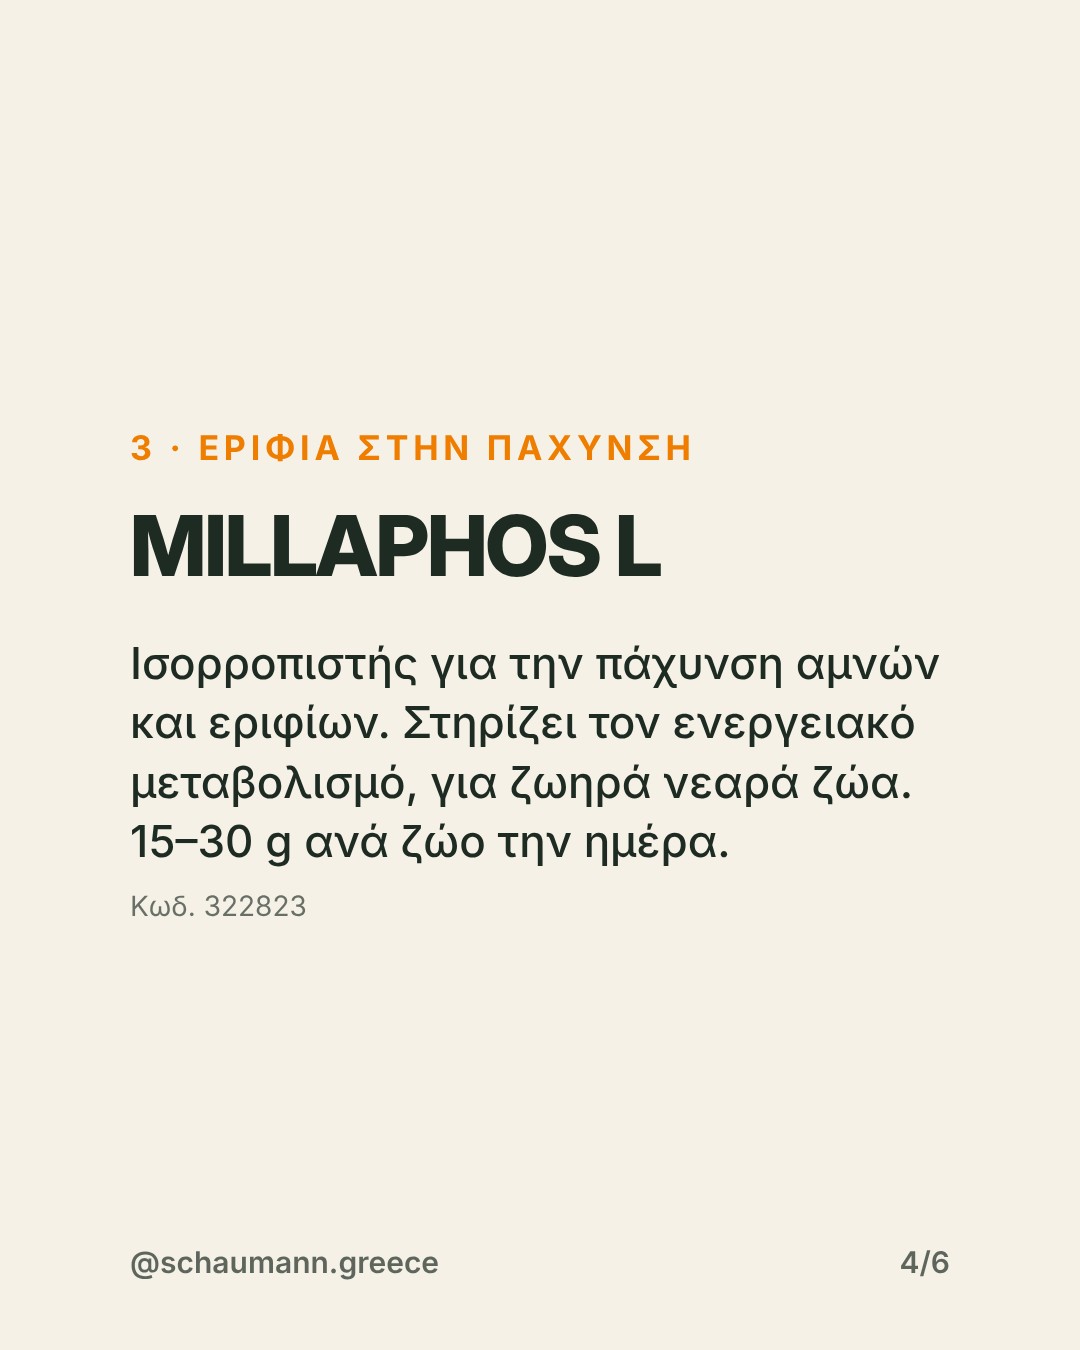 3 · ΕΡΙΦΙΑ ΣΤΗΝ ΠΑΧΥΝΣΗ
MILLAPHOS L
Ισορροπιστής για την πάχυνση αμνών
και εριφίων. Στηρίζει τον ενεργειακό
μεταβολισμό, για ζωηρά νεαρά ζώα.
15–30 g ανά ζώο την ημέρα.
Κωδ. 322823
@schaumann.greece
4/6